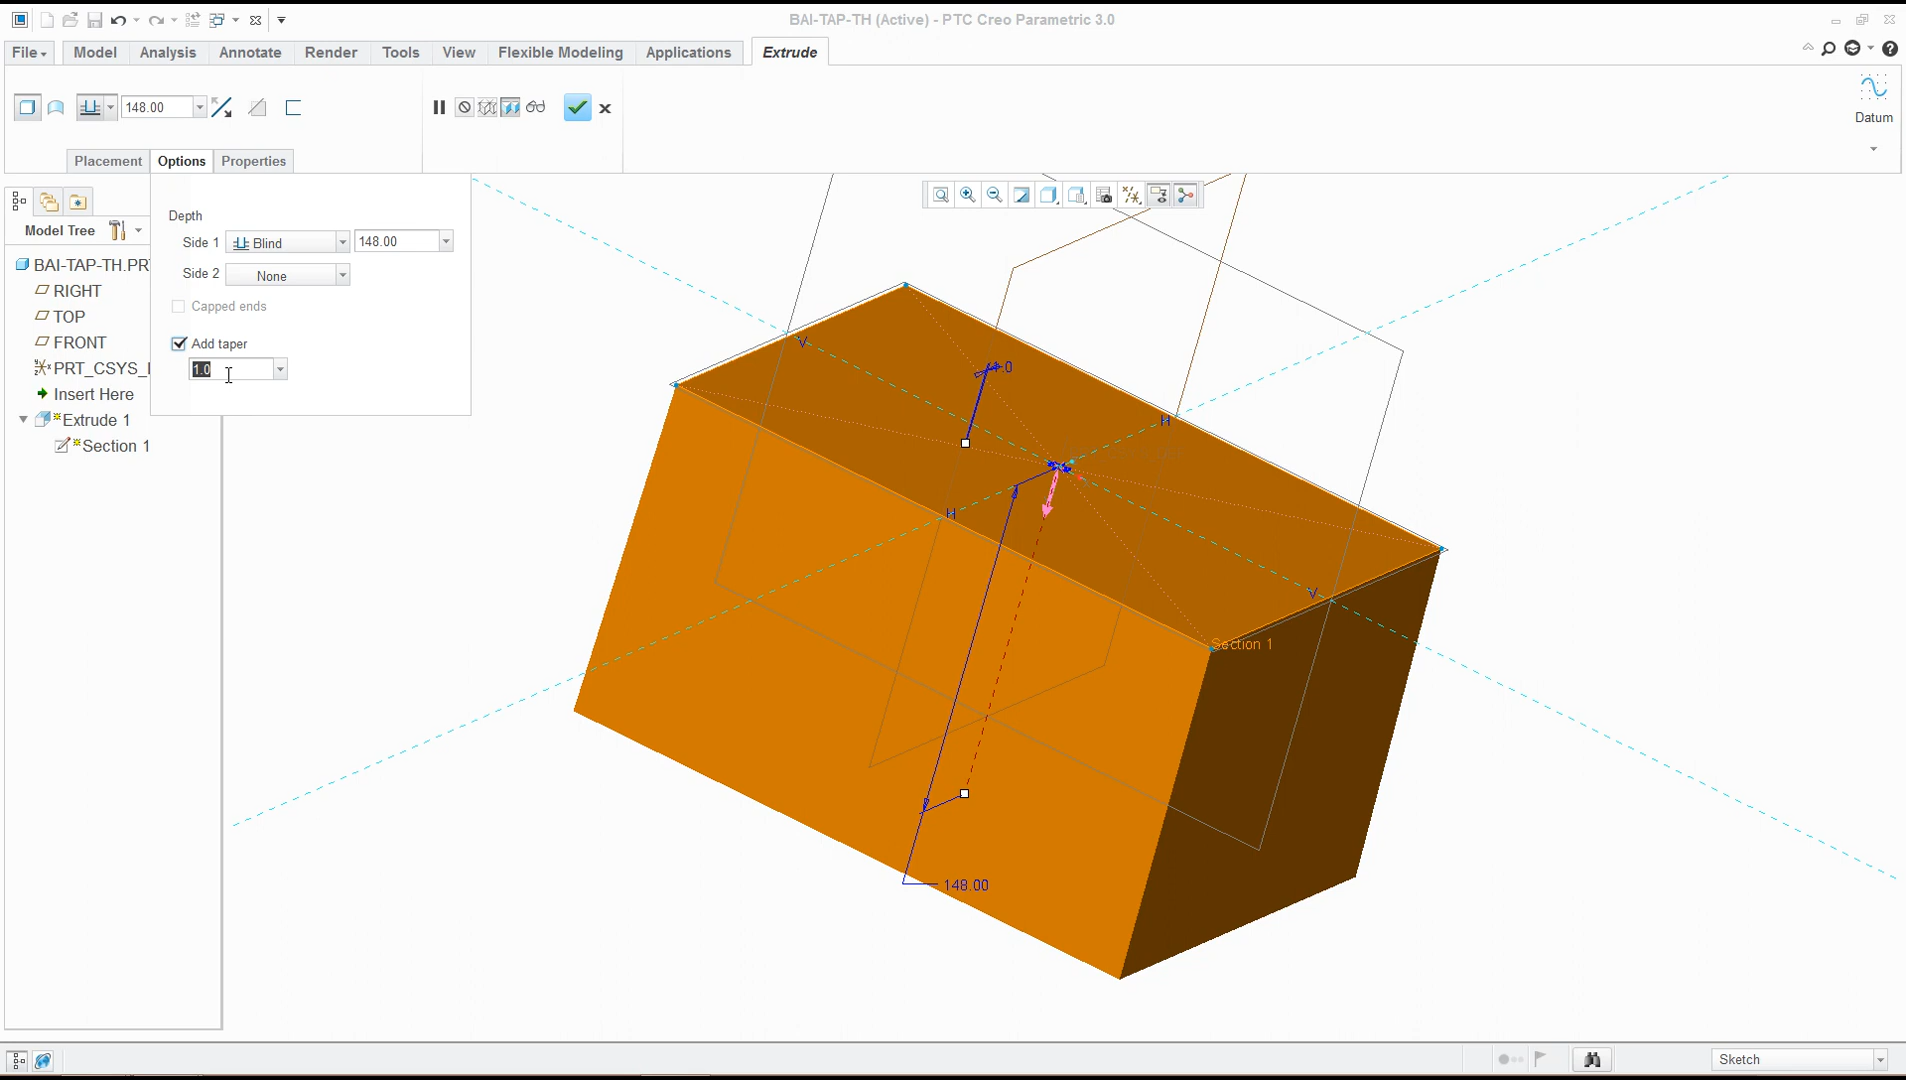 BAI-TAP-TH (Active) - PTC Creo Parametric 3.0
File Model Analysis Annotate Render Tools View Flexible Modeling Applications Extrude
148.00
Datum
Placement Options Properties
Model Tree
BAI-TAP-TH.PR
RIGHT
TOP
FRONT
PRT_CSYS_
Insert Here
Extrude 1
Section 1
Depth
Side 1 Blind 148.00
Side 2 None
Capped ends
Add taper
1.0
V
1.0
H
H
V
Section 1
148.00
Sketch